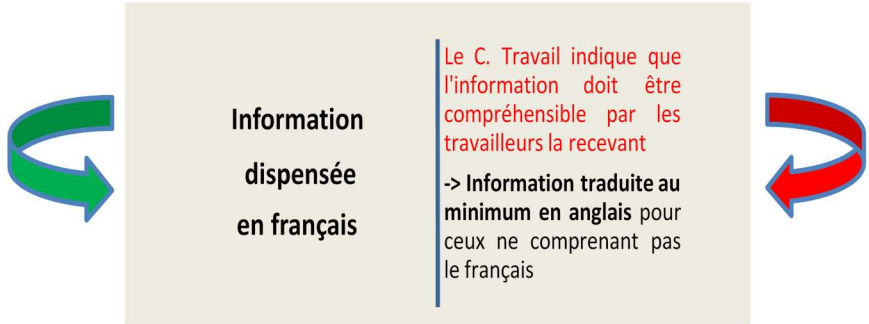 Information
dispensée
en français
Le C. Travail indique que
l'information doit être
compréhensible par les
travailleurs la recevant
-> Information traduite au
minimum en anglais pour
ceux ne comprenant pas
le français